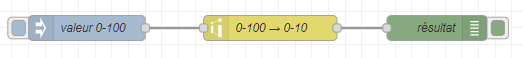 valeur 0-100
0-100 → 0-10
résultat